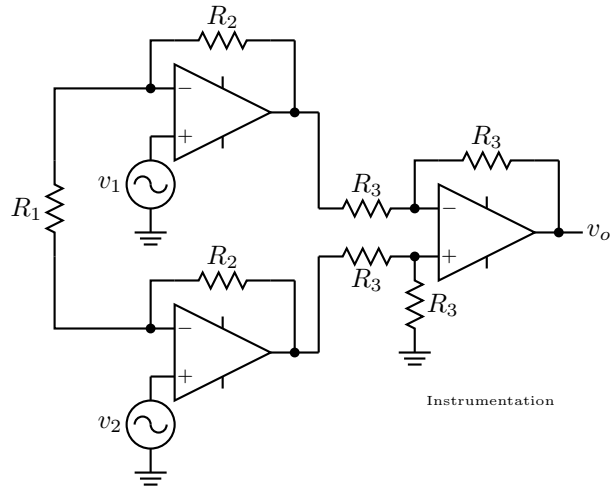 R₂
−
+
v₁
R₃
R₃
−
+
vₒ
R₁
R₂
R₃
R₃
−
+
v₂
Instrumentation